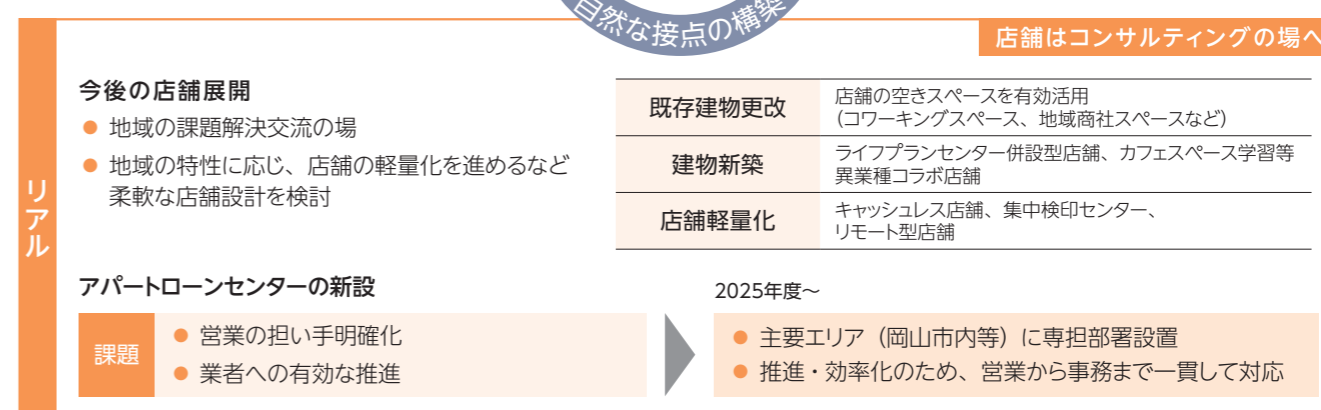 自然な接点の構築
店舗はコンサルティングの場へ
リアル
今後の店舗展開
● 地域の課題解決交流の場
● 地域の特性に応じ、店舗の軽量化を進めるなど
柔軟な店舗設計を検討
既存建物更改
店舗の空きスペースを有効活用
(コワーキングスペース、地域商社スペースなど)
建物新築
ライフプランセンター併設型店舗、カフェスペース学習等
異業種コラボ店舗
店舗軽量化
キャッシュレス店舗、集中検印センター、
リモート型店舗
アパートローンセンターの新設
課題
● 営業の担い手明確化
● 業者への有効な推進
2025年度～
● 主要エリア（岡山市内等）に専担部署設置
● 推進・効率化のため、営業から事務まで一貫して対応